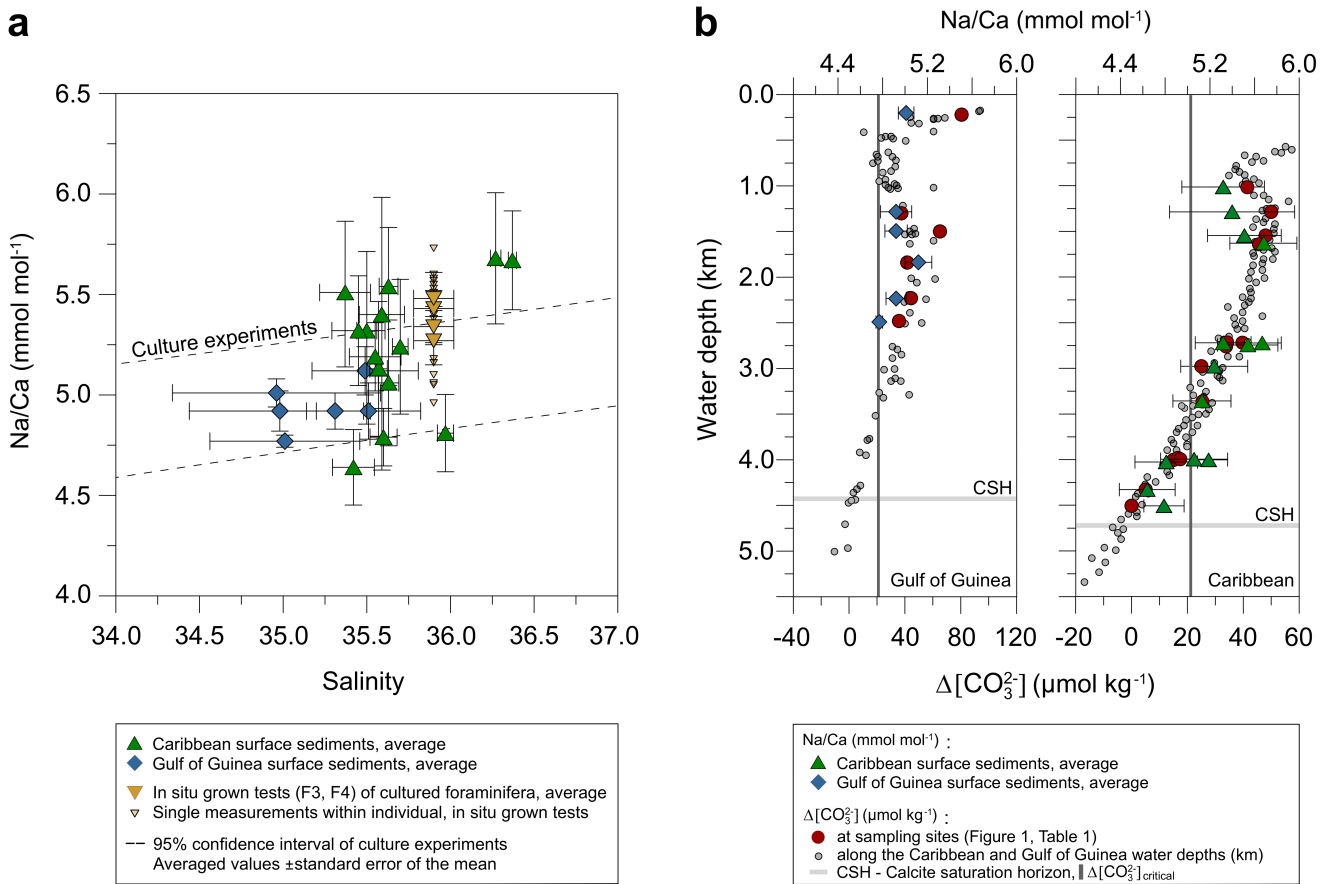 a
6.5
6.0
5.5
5.0
4.5
4.0
Na/Ca (mmol mol-1)
Culture experiments
34.0 34.5 35.0 35.5 36.0 36.5 37.0
Salinity
Caribbean surface sediments, average
Gulf of Guinea surface sediments, average
In situ grown tests (F3, F4) of cultured foraminifera, average
Single measurements within individual, in situ grown tests
95% confidence interval of culture experiments
Averaged values ±standard error of the mean
b
Na/Ca (mmol mol-1)
4.4 5.2 6.0 4.4 5.2 6.0
0.0
1.0
2.0
3.0
4.0
5.0
Water depth (km)
CSH
Gulf of Guinea
CSH
Caribbean
-40 0 40 80 120 -20 0 20 40 60
Δ[CO3 2-] (µmol kg-1)
Na/Ca (mmol mol-1) :
Caribbean surface sediments, average
Gulf of Guinea surface sediments, average
Δ[CO3 2-] (µmol kg-1) :
at sampling sites (Figure 1, Table 1)
along the Caribbean and Gulf of Guinea water depths (km)
CSH - Calcite saturation horizon, Δ[CO3 2-]critical